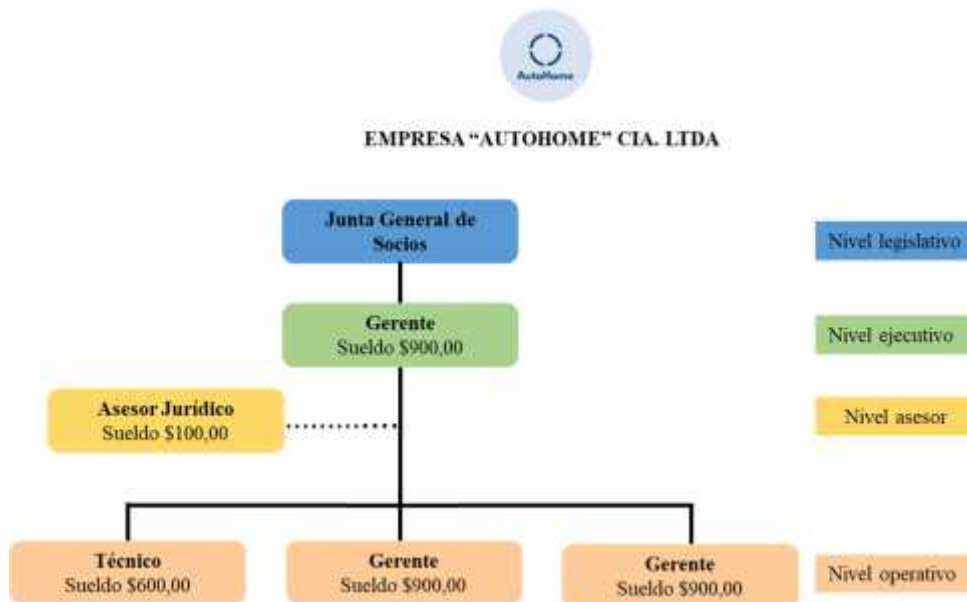 AutoHome
EMPRESA “AUTOHOME” CIA. LTDA
Junta General de
Socios
Nivel legislativo
Gerente
Sueldo $900,00
Nivel ejecutivo
Asesor Jurídico
Sueldo $100,00
Nivel asesor
Técnico
Sueldo $600,00
Gerente
Sueldo $900,00
Gerente
Sueldo $900,00
Nivel operativo